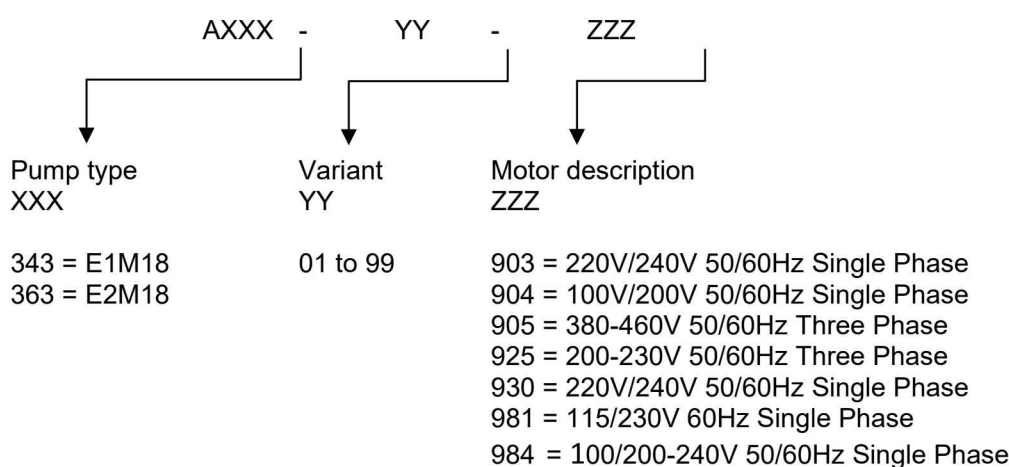 AXXX - YY - ZZZ
Pump type Variant Motor description
XXX YY ZZZ
343 = E1M18 01 to 99 903 = 220V/240V 50/60Hz Single Phase
363 = E2M18 904 = 100V/200V 50/60Hz Single Phase
905 = 380-460V 50/60Hz Three Phase
925 = 200-230V 50/60Hz Three Phase
930 = 220V/240V 50/60Hz Single Phase
981 = 115/230V 60Hz Single Phase
984 = 100/200-240V 50/60Hz Single Phase